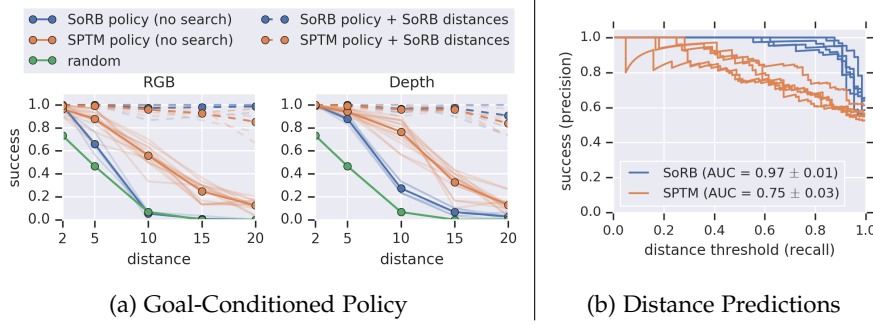 SoRB policy (no search)
SPTM policy (no search)
random
SoRB policy + SoRB distances
SPTM policy + SoRB distances
RGB
Depth
success
1.0
0.8
0.6
0.4
0.2
0.0
2 5 10 15 20
distance
1.0
0.8
0.6
0.4
0.2
0.0
2 5 10 15 20
distance
(a) Goal-Conditioned Policy
success (precision)
1.0
0.8
0.6
0.4
0.2
0.0
SoRB (AUC = 0.97 ± 0.01)
SPTM (AUC = 0.75 ± 0.03)
0.0 0.2 0.4 0.6 0.8 1.0
distance threshold (recall)
(b) Distance Predictions